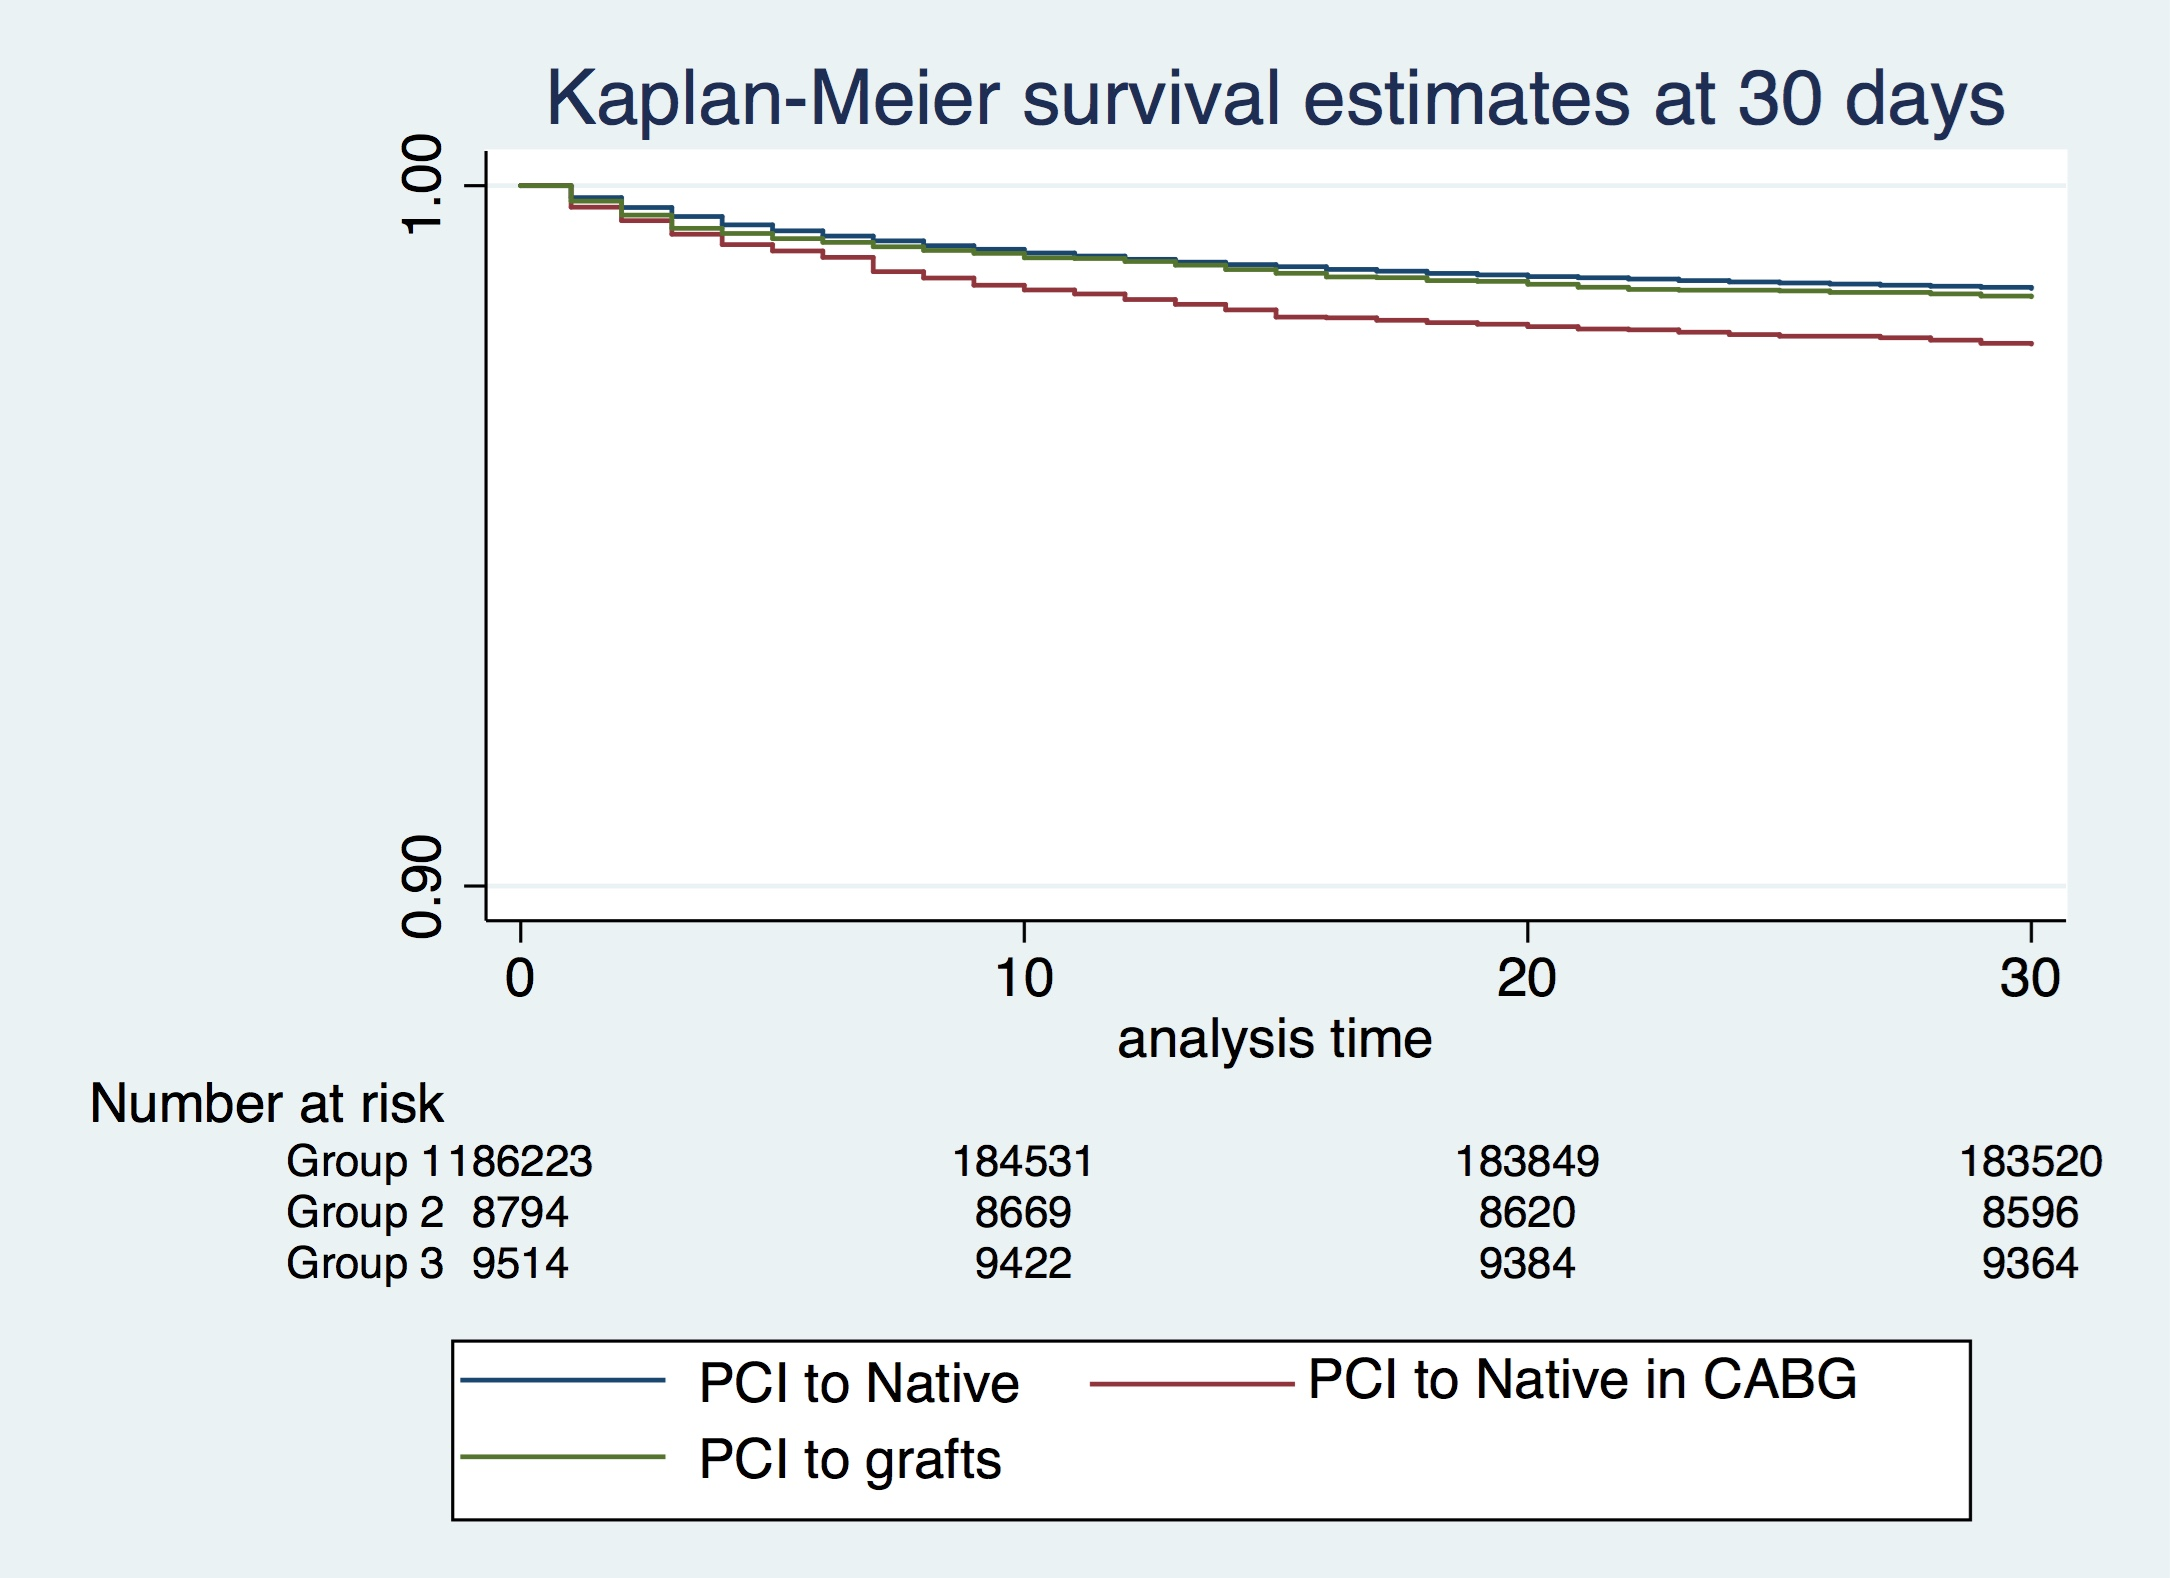 Kaplan-Meier survival estimates at 30 days
1.00
0.90
0 10 20 30
analysis time
Number at risk
Group 1 186223 184531 183849 183520
Group 2 8794 8669 8620 8596
Group 3 9514 9422 9384 9364
PCI to Native PCI to Native in CABG
PCI to grafts